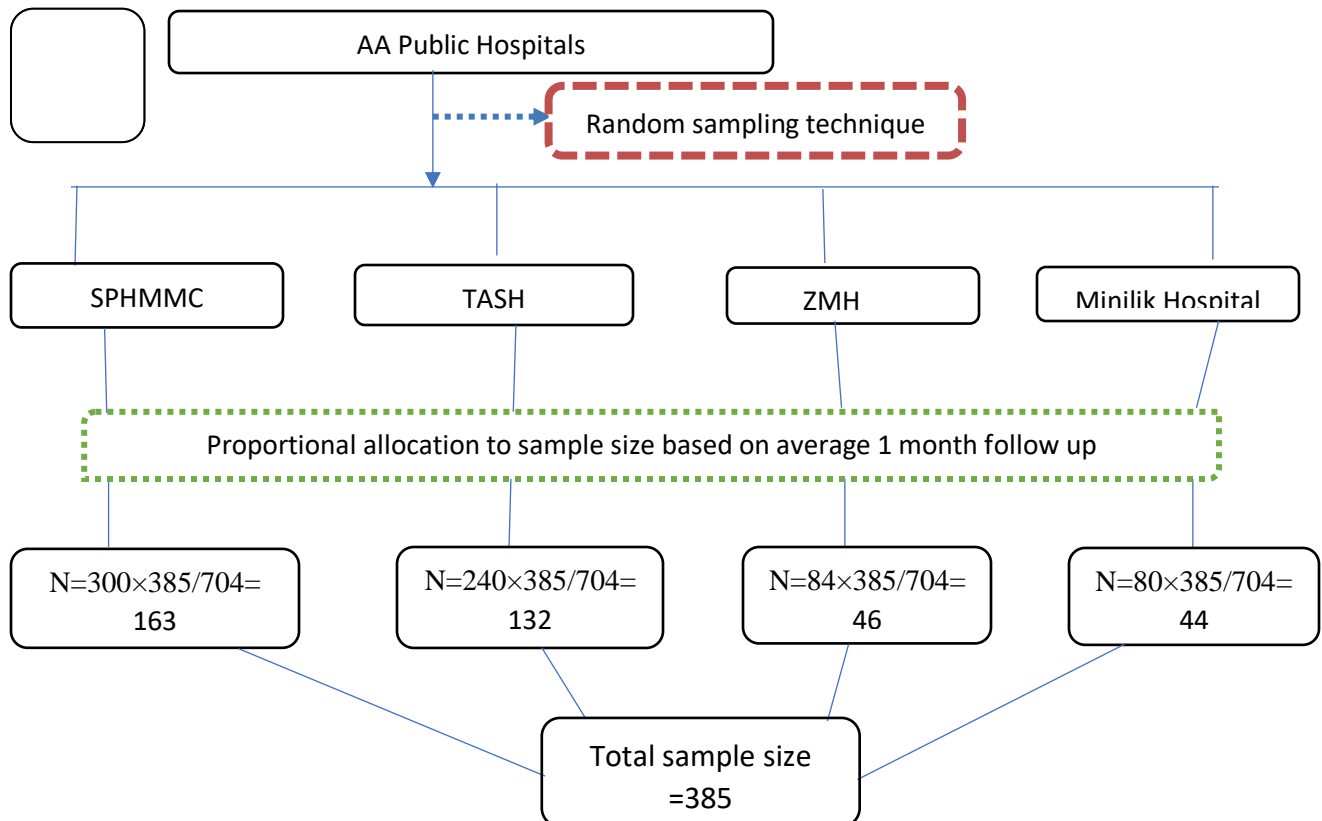 AA Public Hospitals
Random sampling technique
SPHMMC
TASH
ZMH
Minilik Hospital
Proportional allocation to sample size based on average 1 month follow up
N=300×385/704=
163
N=240×385/704=
132
N=84×385/704=
46
N=80×385/704=
44
Total sample size
=385